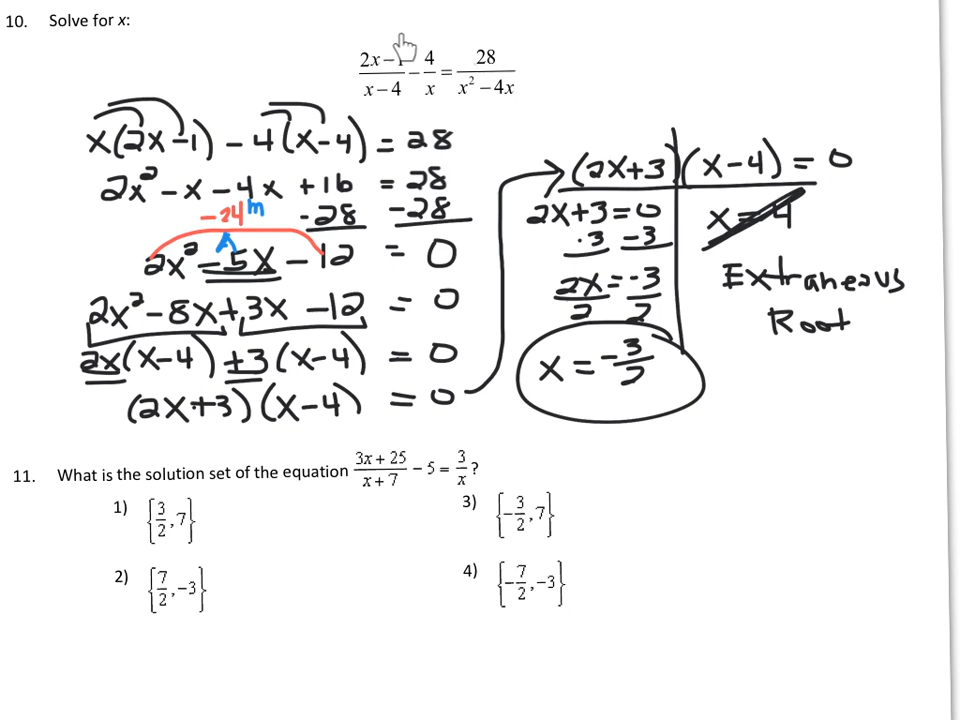 10. Solve for x:
(2x-1)/(x-4) - 4/x = 28/(x² - 4x)
x(2x-1) - 4(x-4) = 28
2x² - x - 4x + 16 = 28
-24 m
-28 -28
2x² - 5x - 12 = 0
A
2x² - 8x + 3x - 12 = 0
2x(x-4) + 3(x-4) = 0
(2x+3)(x-4) = 0
(2x+3)(x-4) = 0
2x+3=0
-3 -3
2x = -3
2 2
x = -3/2
x = 4
Extraneous
Root
11. What is the solution set of the equation (3x + 25)/(x + 7) - 5 = 3/x ?
1) {3/2, 7}
2) {7/2, -3}
3) {-3/2, 7}
4) {-7/2, -3}